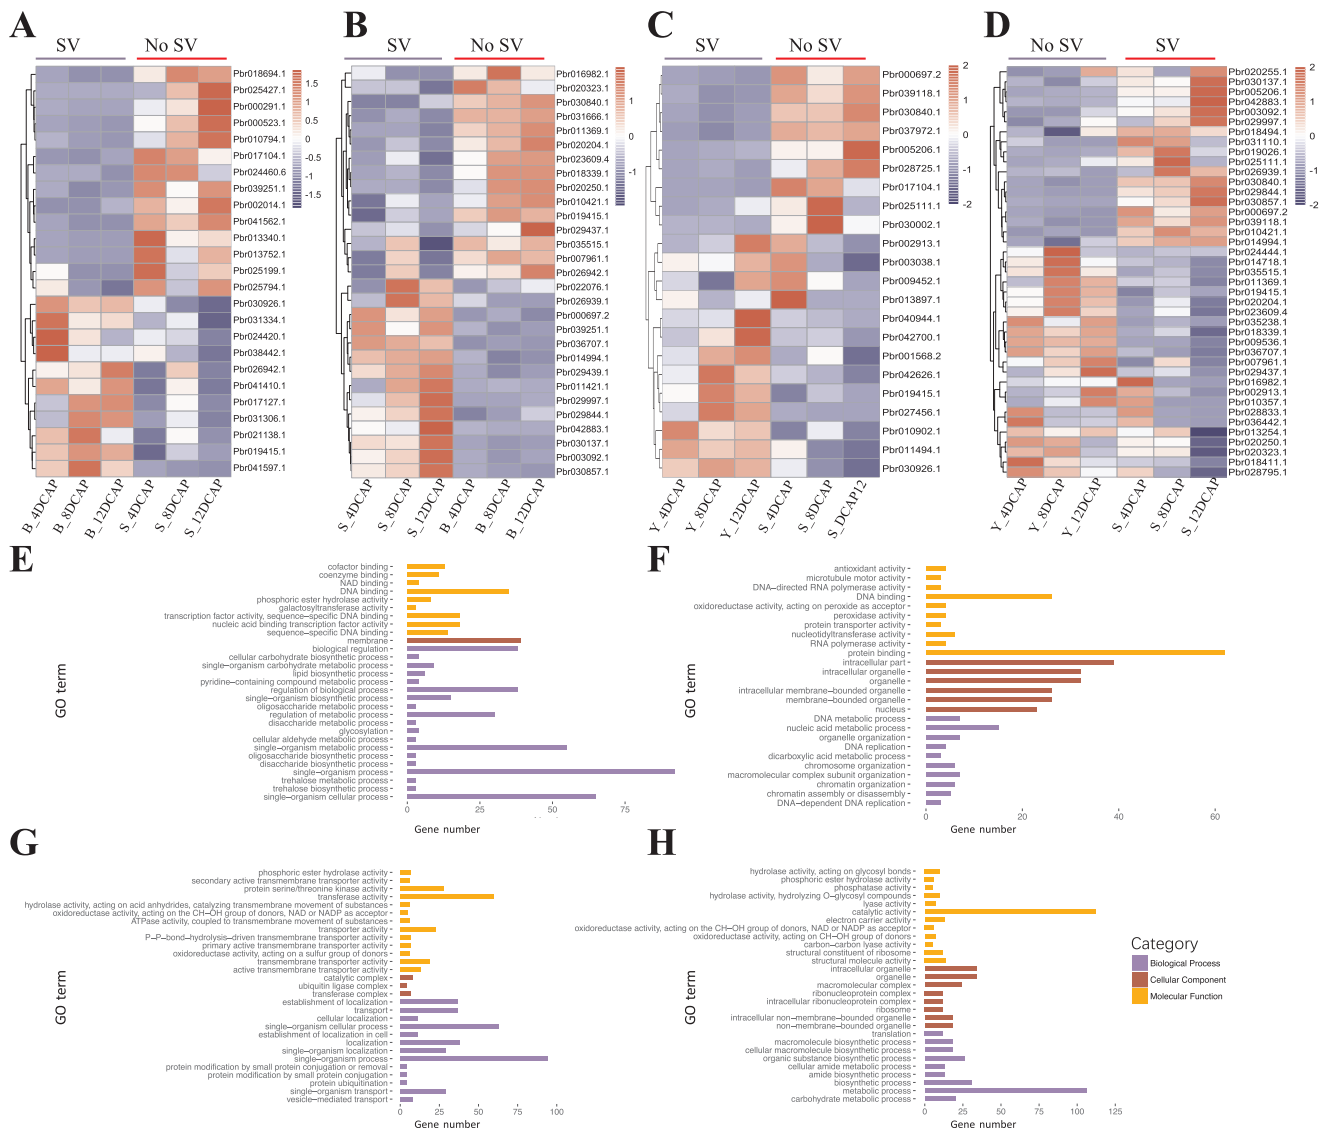 A
SV
No SV
Pbr018694.1
Pbr025427.1
Pbr000291.1
Pbr000523.1
Pbr010794.1
Pbr017104.1
Pbr024460.6
Pbr039251.1
Pbr002014.1
Pbr041562.1
Pbr013340.1
Pbr013752.1
Pbr025199.1
Pbr025794.1
Pbr030926.1
Pbr031334.1
Pbr024420.1
Pbr038442.1
Pbr026942.1
Pbr041410.1
Pbr017127.1
Pbr031306.1
Pbr021138.1
Pbr019415.1
Pbr041597.1
1.5
1
0.5
0
-0.5
-1
-1.5
B_4DCAP
B_8DCAP
B_12DCAP
S_4DCAP
S_8DCAP
S_12DCAP
B
SV
No SV
Pbr016982.1
Pbr020323.1
Pbr030840.1
Pbr031666.1
Pbr011369.1
Pbr020204.1
Pbr023609.4
Pbr018339.1
Pbr020250.1
Pbr010421.1
Pbr019415.1
Pbr029437.1
Pbr035515.1
Pbr007961.1
Pbr026942.1
Pbr022076.1
Pbr026939.1
Pbr000697.2
Pbr039251.1
Pbr036707.1
Pbr014994.1
Pbr029439.1
Pbr011421.1
Pbr029997.1
Pbr029844.1
Pbr042883.1
Pbr030137.1
Pbr003092.1
Pbr030857.1
1
0
-1
S_4DCAP
S_8DCAP
S_12DCAP
B_4DCAP
B_8DCAP
B_12DCAP
C
SV
No SV
Pbr000697.2
Pbr039118.1
Pbr030840.1
Pbr037972.1
Pbr005206.1
Pbr028725.1
Pbr017104.1
Pbr025111.1
Pbr030002.1
Pbr002913.1
Pbr003038.1
Pbr009452.1
Pbr013897.1
Pbr040944.1
Pbr042700.1
Pbr001568.2
Pbr042626.1
Pbr019415.1
Pbr027456.1
Pbr010902.1
Pbr011494.1
Pbr030926.1
2
1
0
-1
-2
Y_4DCAP
Y_8DCAP
Y_12DCAP
S_4DCAP
S_8DCAP
S_DCAP12
D
No SV
SV
Pbr020255.1
Pbr030137.1
Pbr005206.1
Pbr042883.1
Pbr003092.1
Pbr029997.1
Pbr018494.1
Pbr031110.1
Pbr019026.1
Pbr025111.1
Pbr026939.1
Pbr030840.1
Pbr029844.1
Pbr030857.1
Pbr000697.2
Pbr039118.1
Pbr010421.1
Pbr014994.1
Pbr024444.1
Pbr014718.1
Pbr035515.1
Pbr011369.1
Pbr019415.1
Pbr020204.1
Pbr023609.4
Pbr035238.1
Pbr018339.1
Pbr009536.1
Pbr036707.1
Pbr007961.1
Pbr029437.1
Pbr016982.1
Pbr002913.1
Pbr010357.1
Pbr028833.1
Pbr036442.1
Pbr013254.1
Pbr020250.1
Pbr020323.1
Pbr018411.1
Pbr028795.1
2
1
0
-1
-2
Y_4DCAP
Y_8DCAP
Y_12DCAP
S_4DCAP
S_8DCAP
S_12DCAP
E
GO term
cofactor binding
coenzyme binding
NAD binding
DNA binding
phosphoric ester hydrolase activity
galactosyltransferase activity
transcription factor activity, sequence−specific DNA binding
nucleic acid binding transcription factor activity
sequence−specific DNA binding
membrane
biological regulation
cellular carbohydrate biosynthetic process
single−organism carbohydrate metabolic process
lipid biosynthetic process
pyridine−containing compound metabolic process
regulation of biological process
single−organism biosynthetic process
oligosaccharide metabolic process
regulation of metabolic process
disaccharide metabolic process
glycosylation
cellular aldehyde metabolic process
single−organism metabolic process
oligosaccharide biosynthetic process
disaccharide biosynthetic process
single−organism process
trehalose metabolic process
trehalose biosynthetic process
single−organism cellular process
0
25
50
75
Gene number
F
GO term
antioxidant activity
microtubule motor activity
DNA−directed RNA polymerase activity
DNA binding
oxidoreductase activity, acting on peroxide as acceptor
peroxidase activity
protein transporter activity
nucleotidyltransferase activity
RNA polymerase activity
protein binding
intracellular part
intracellular organelle
organelle
intracellular membrane−bounded organelle
membrane−bounded organelle
nucleus
DNA metabolic process
nucleic acid metabolic process
organelle organization
DNA replication
dicarboxylic acid metabolic process
chromosome organization
macromolecular complex subunit organization
chromatin organization
chromatin assembly or disassembly
DNA−dependent DNA replication
0
20
40
60
Gene number
G
GO term
phosphoric ester hydrolase activity
secondary active transmembrane transporter activity
protein serine/threonine kinase activity
transferase activity
hydrolase activity, acting on acid anhydrides, catalyzing transmembrane movement of substances
oxidoreductase activity, acting on the CH−OH group of donors, NAD or NADP as acceptor
ATPase activity, coupled to transmembrane movement of substances
transporter activity
P−P−bond−hydrolysis−driven transmembrane transporter activity
primary active transmembrane transporter activity
oxidoreductase activity, acting on a sulfur group of donors
transmembrane transporter activity
active transmembrane transporter activity
catalytic complex
ubiquitin ligase complex
transferase complex
establishment of localization
transport
cellular localization
single−organism cellular process
establishment of localization in cell
localization
single−organism localization
single−organism process
protein modification by small protein conjugation or removal
protein modification by small protein conjugation
protein ubiquitination
single−organism transport
vesicle−mediated transport
0
25
50
75
100
Gene number
H
GO term
hydrolase activity, acting on glycosyl bonds
phosphoric ester hydrolase activity
phosphatase activity
hydrolase activity, hydrolyzing O−glycosyl compounds
lyase activity
catalytic activity
electron carrier activity
oxidoreductase activity, acting on the CH−OH group of donors, NAD or NADP as acceptor
oxidoreductase activity, acting on CH−OH group of donors
carbon−carbon lyase activity
structural constituent of ribosome
structural molecule activity
intracellular organelle
organelle
macromolecular complex
ribonucleoprotein complex
intracellular ribonucleoprotein complex
ribosome
intracellular non−membrane−bounded organelle
non−membrane−bounded organelle
translation
macromolecule biosynthetic process
cellular macromolecule biosynthetic process
organic substance biosynthetic process
cellular amide metabolic process
amide biosynthetic process
biosynthetic process
metabolic process
carbohydrate metabolic process
0
25
50
75
100
125
Gene number
Category
Biological Process
Cellular Component
Molecular Function